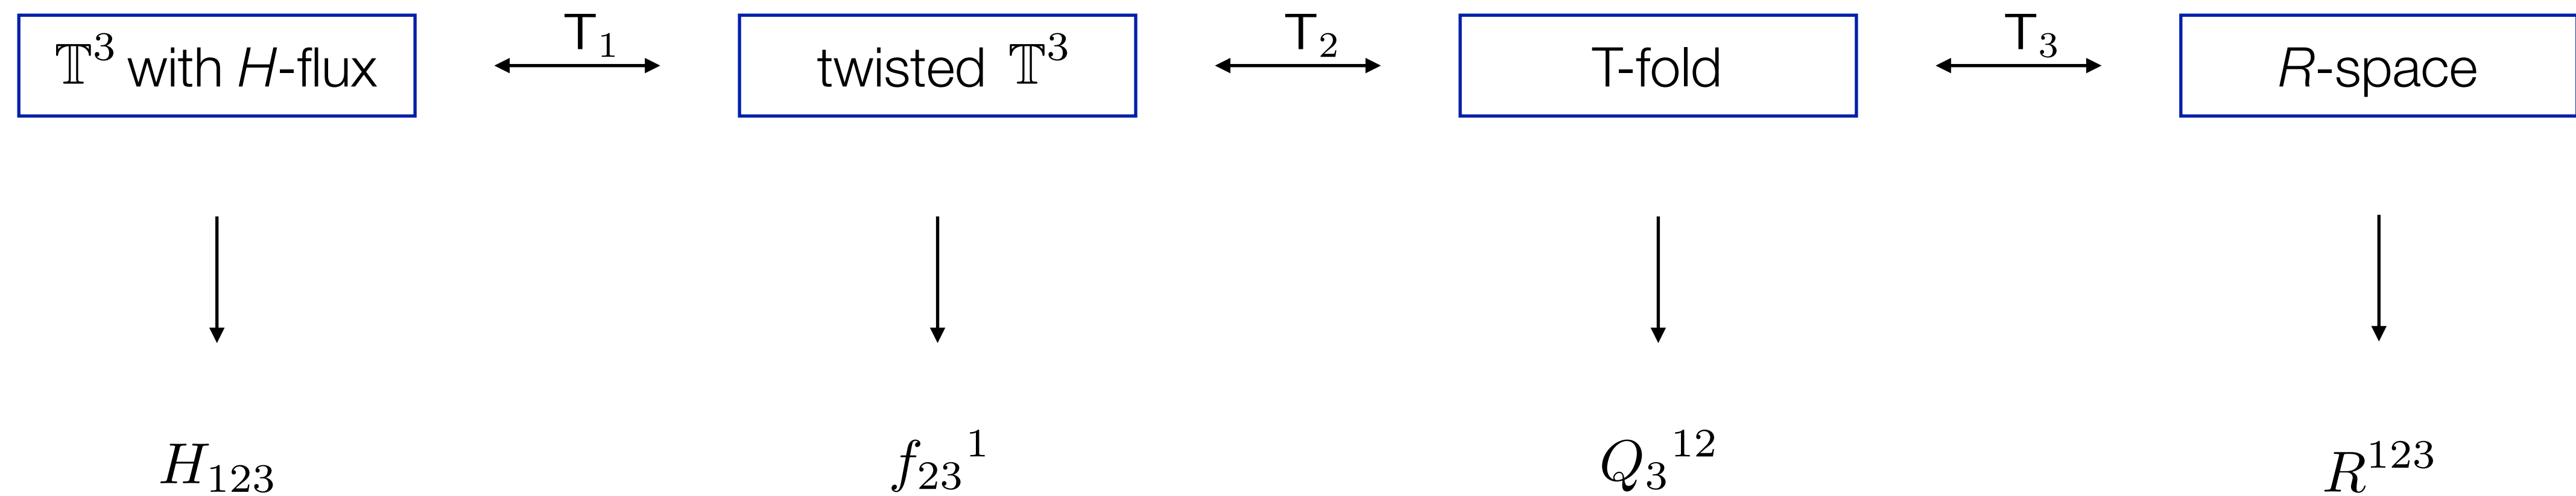 𝕋³ with H-flux T₁ twisted 𝕋³ T₂ T-fold T₃ R-space
H₁₂₃ f₂₃¹ Q₃¹² R¹²³